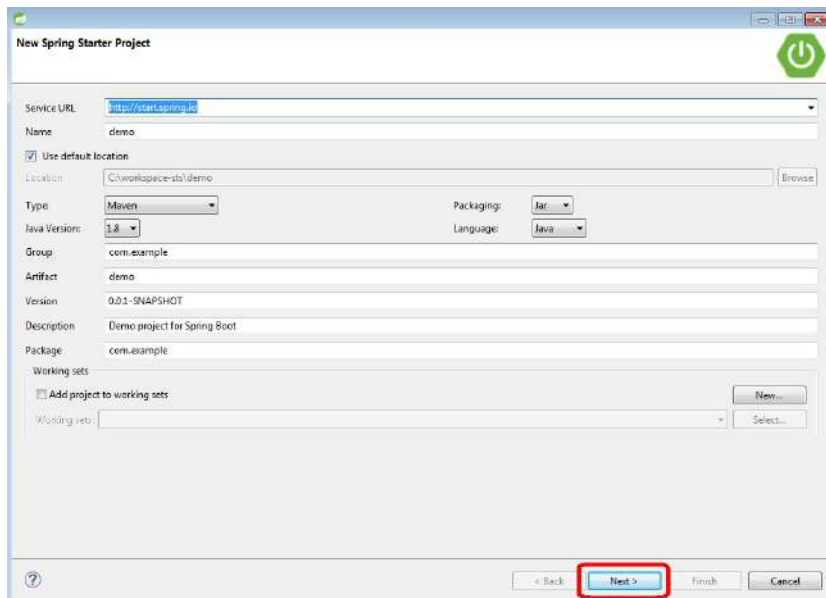 New Spring Starter Project
Service URL http://start.spring.io
Name demo
Use default location
Location C:\workspace-sts\demo Browse
Type: Maven Packaging: Jar
Java Version: 1.8 Language: Java
Group com.example
Artifact demo
Version 0.0.1-SNAPSHOT
Description Demo project for Spring Boot
Package com.example
Working sets
Add project to working sets New...
Working sets: Select...
? < Back Next > Finish Cancel